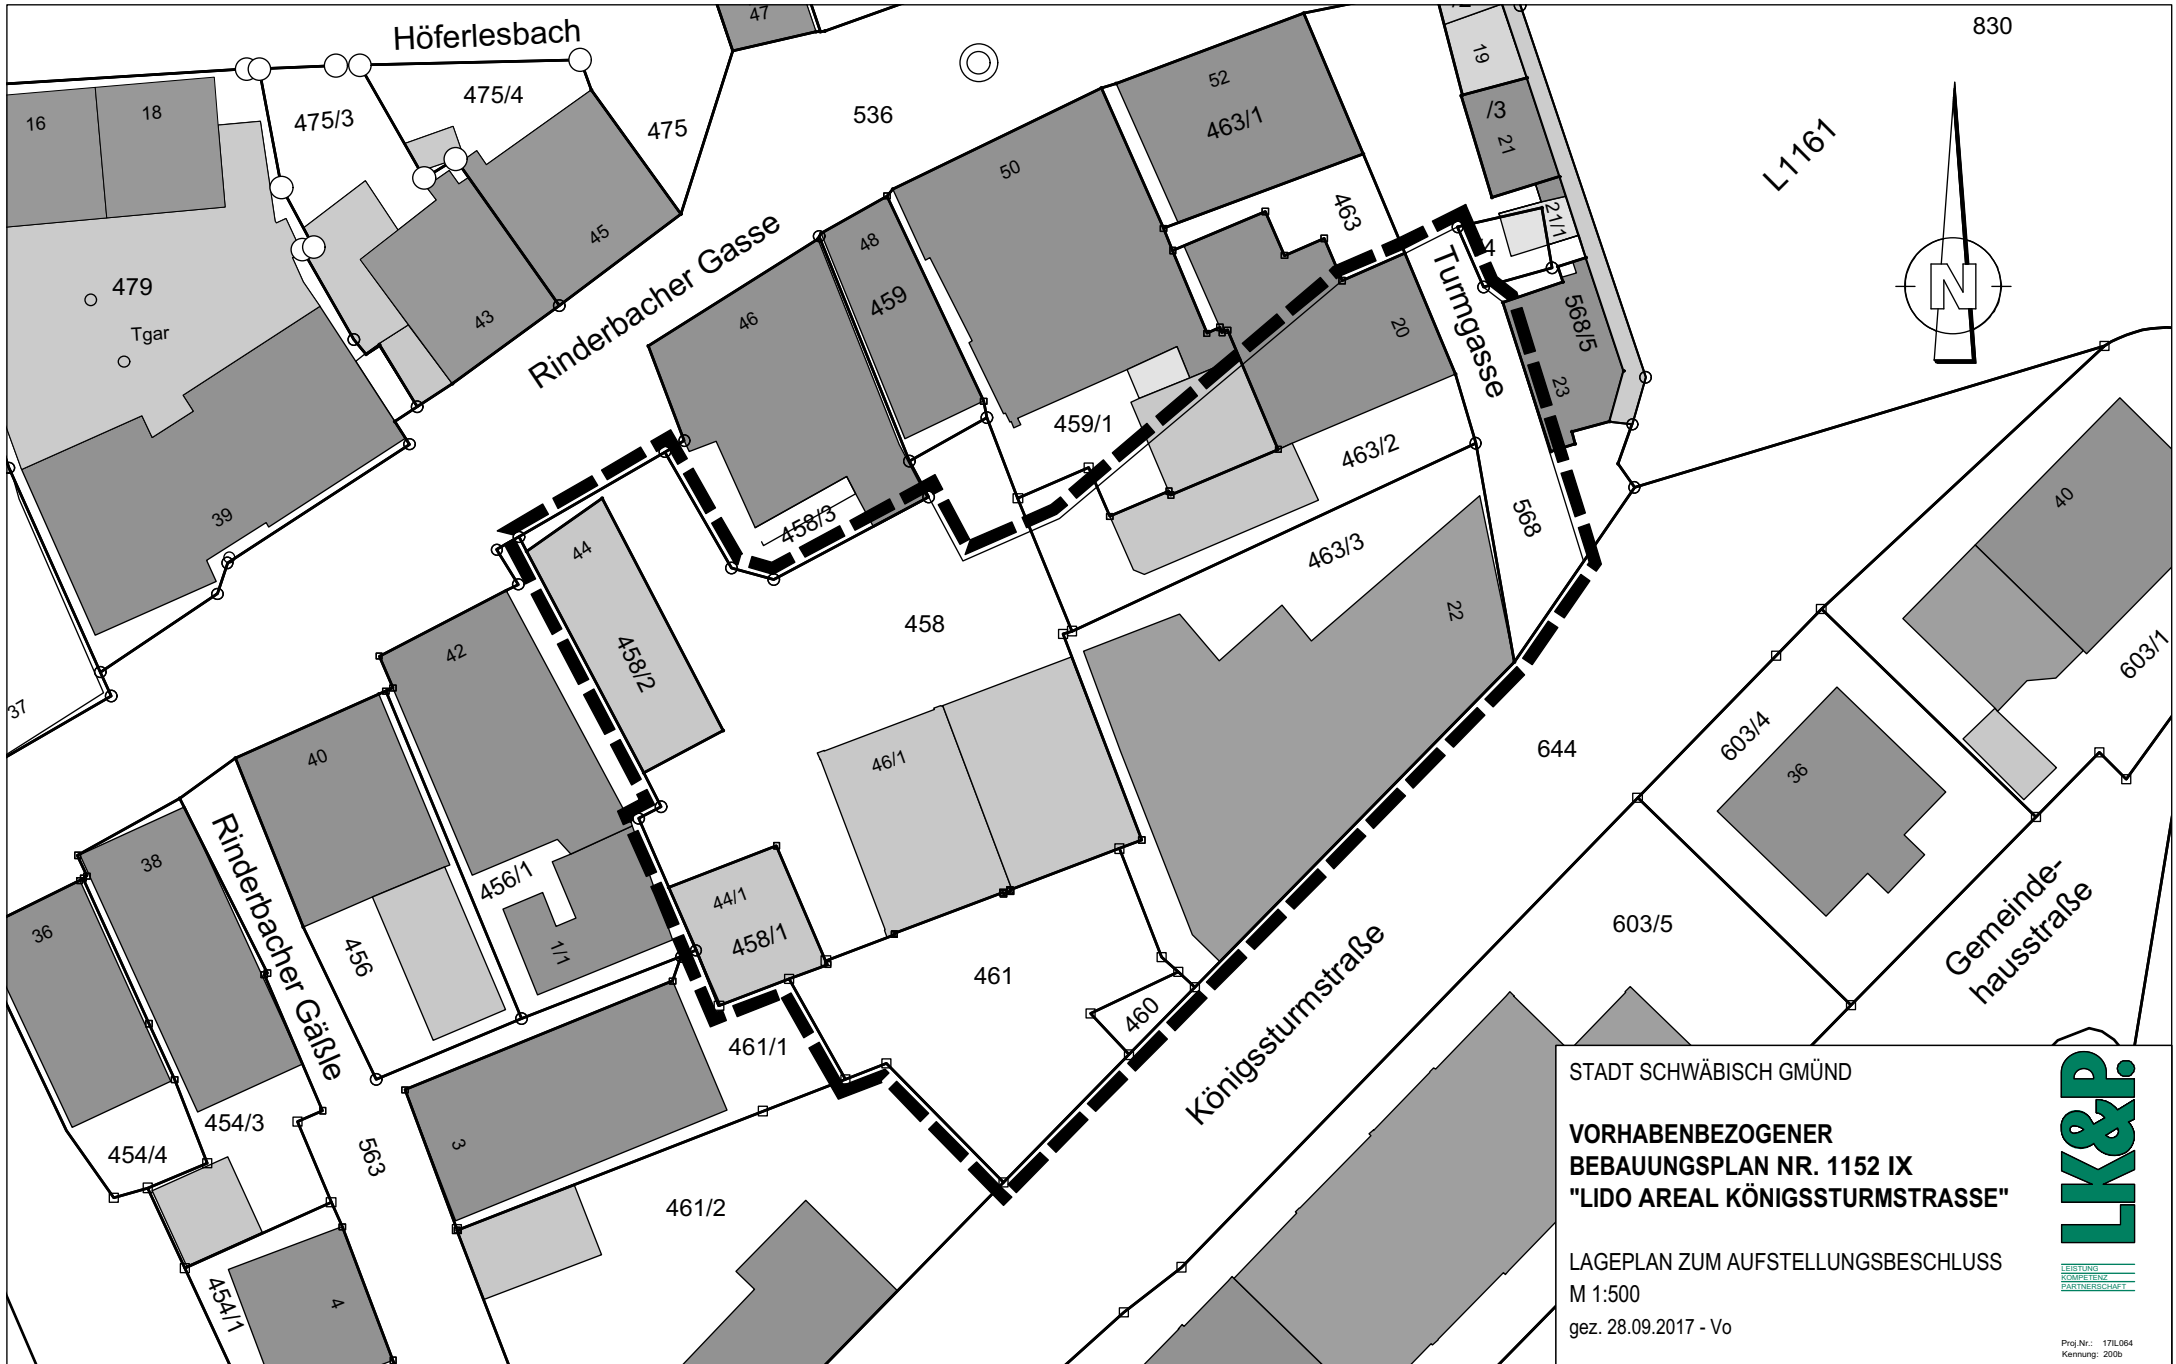 47
Höferlesbach
830
52
19
475/4
475/3
18
16
475
536
463/1
/3
21
L1161
50
463
21/1
45
48
Rinderbacher Gasse
479
459
43
Tgar
46
Turmgasse
20
568/5
N
23
459/1
463/2
39
458/3
44
568
463/3
40
22
458
42
458/2
37
603/1
603/4
36
644
46/1
40
Rinderbacher Gäßle
38
456/1
44/1
458/1
36
456
1/1
461
603/5
Gemeinde-
hausstraße
Königssturmstraße
460
461/1
454/3
3
454/4
563
461/2
454/1
4
STADT SCHWÄBISCH GMÜND
VORHABENBEZOGENER
BEBAUUNGSPLAN NR. 1152 IX
"LIDO AREAL KÖNIGSSTURMSTRASSE"
LAGEPLAN ZUM AUFSTELLUNGSBESCHLUSS
M 1:500
gez. 28.09.2017 - Vo
LK&P.
LEISTUNG
KOMPETENZ
PARTNERSCHAFT
Proj.Nr.: 17IL064
Kennung: 200b